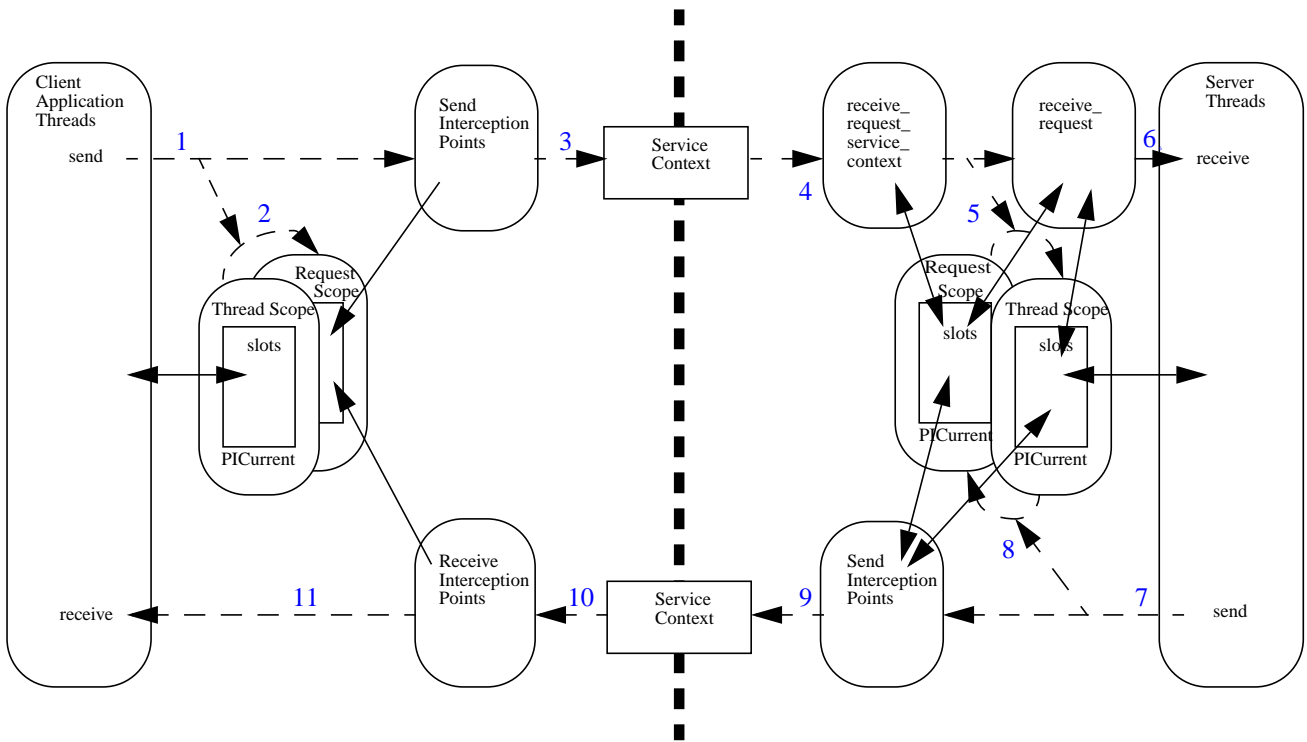 Client
Application
Threads
send
1
2
Send
Interception
Points
3
Service
Context
4
receive_
request_
service_
context
5
receive_
request
6
Server
Threads
receive
Request
Scope
Thread Scope
slots
PICurrent
Request
Scope
slots
PICurrent
Thread Scope
slots
PICurrent
receive
11
Receive
Interception
Points
10
Service
Context
9
Send
Interception
Points
8
7
send